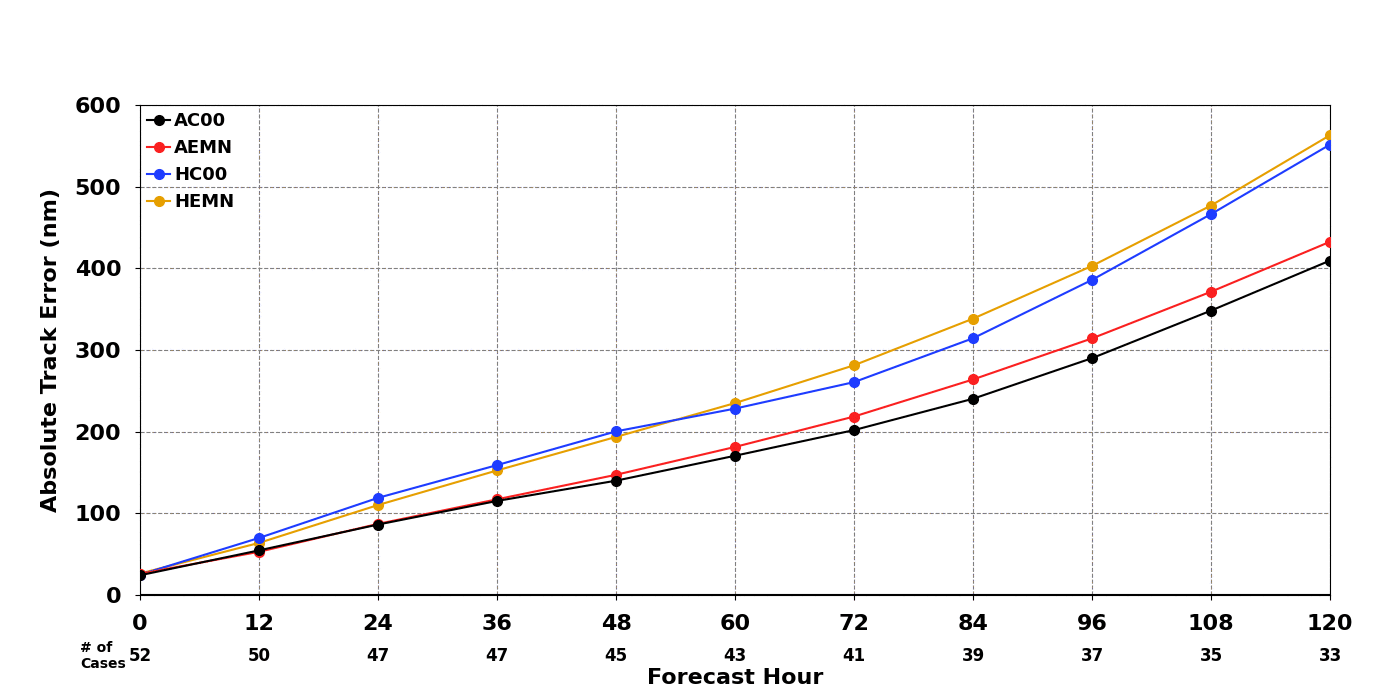 600
500
400
300
200
100
0
Absolute Track Error (nm)
AC00
AEMN
HC00
HEMN
0 12 24 36 48 60 72 84 96 108 120
# of
Cases
52 50 47 47 45 43 41 39 37 35 33
Forecast Hour